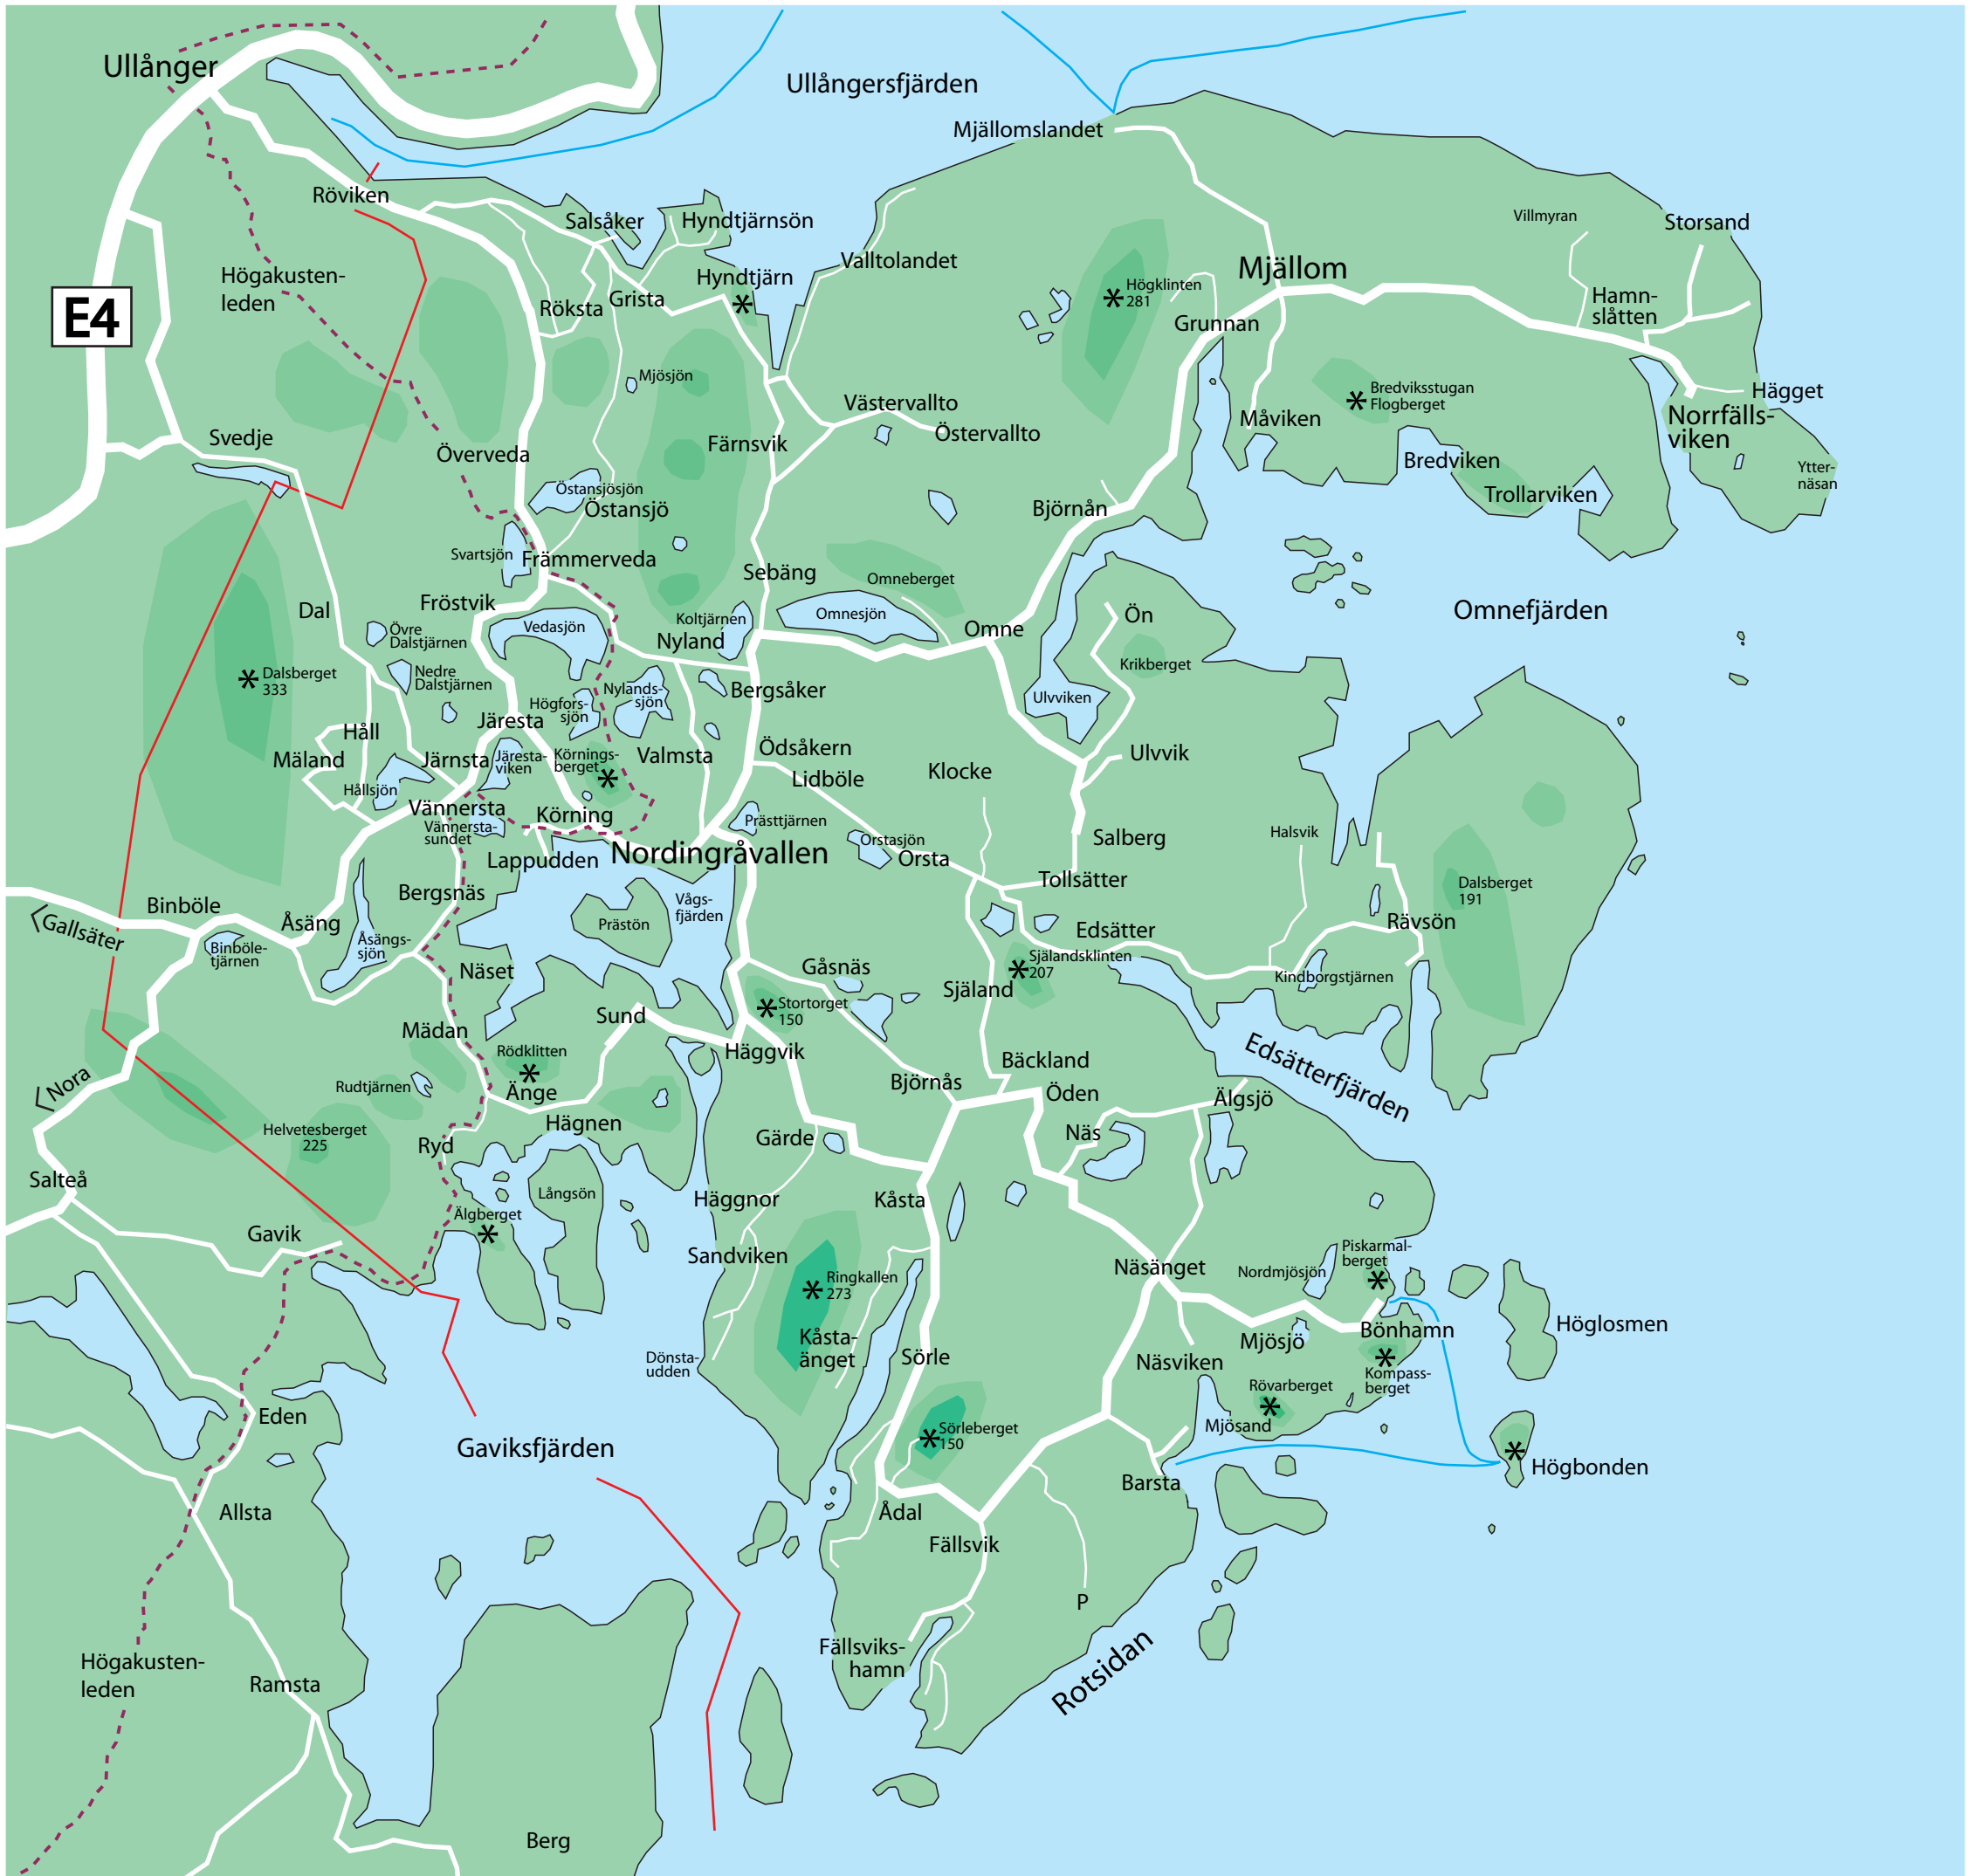 Ullånger
Ullångersfjärden
Mjällomslandet
Röviken
Salsåker
Hyndtjärnsön
Villmyran
Storsand
Högakusten-
leden
Valltolandet
Hyndtjärn
Mjällom
E4
Röksta
Grista
Högklinten
281
Hamn-
slåtten
Grunnan
Mjösjön
Bredviksstugan
Flogberget
Hägget
Västervallto
Östervallto
Måviken
Norrfälls-
viken
Svedje
Överveda
Färnsvik
Bredviken
Ytter-
näsan
Östansjösjön
Östansjö
Trollarviken
Björnån
Svartsjön
Främmerveda
Sebäng
Omneberget
Dal
Fröstvik
Koltjärnen
Omnesjön
Ön
Omnefjärden
Övre
Dalstjärnen
Vedasjön
Nyland
Omne
Krikberget
Dalsberget
333
Nedre
Dalstjärnen
Nylands-
sjön
Bergsåker
Ulvviken
Högfors-
sjön
Järesta
Håll
Mäland
Järnsta
Järesta-
viken
Körnings-
berget
Valmsta
Ödsåkern
Lidböle
Klocke
Ulvvik
Hållsjön
Vännersta
Vännersta-
sundet
Körning
Prästtjärnen
Orstasjön
Orsta
Salberg
Halsvik
Lappudden
Nordingråvallen
Tollsätter
Dalsberget
191
Bergsnäs
Vågs-
fjärden
Prästön
Binböle
Gallsäter
Åsäng
Edsätter
Rävsön
Binböle-
tjärnen
Åsängs-
sjön
Näset
Gåsnäs
Själandsklinten
207
Kindborgstjärnen
Själand
Stortorget
150
Sund
Mädan
Rödklitten
Häggvik
Edsätterfjärden
Nora
Rudtjärnen
Änge
Björnås
Bäckland
Öden
Älgsjö
Helvetesberget
225
Hägnen
Gärde
Näs
Ryd
Salteå
Långsön
Häggnor
Kåsta
Älgberget
Gavik
Sandviken
Piskarmal-
berget
Näsänget
Nordmjösjön
Ringkallen
273
Höglosmen
Kåsta-
änget
Mjösjö
Bönhamn
Dönsta-
udden
Sörle
Näsviken
Kompass-
berget
Rövarberget
Eden
Mjösand
Gaviksfjärden
Sörleberget
150
Högbonden
Barsta
Allsta
Ådal
Fällsvik
P
Fällsviks-
hamn
Högakusten-
leden
Ramsta
Rotsidan
Berg